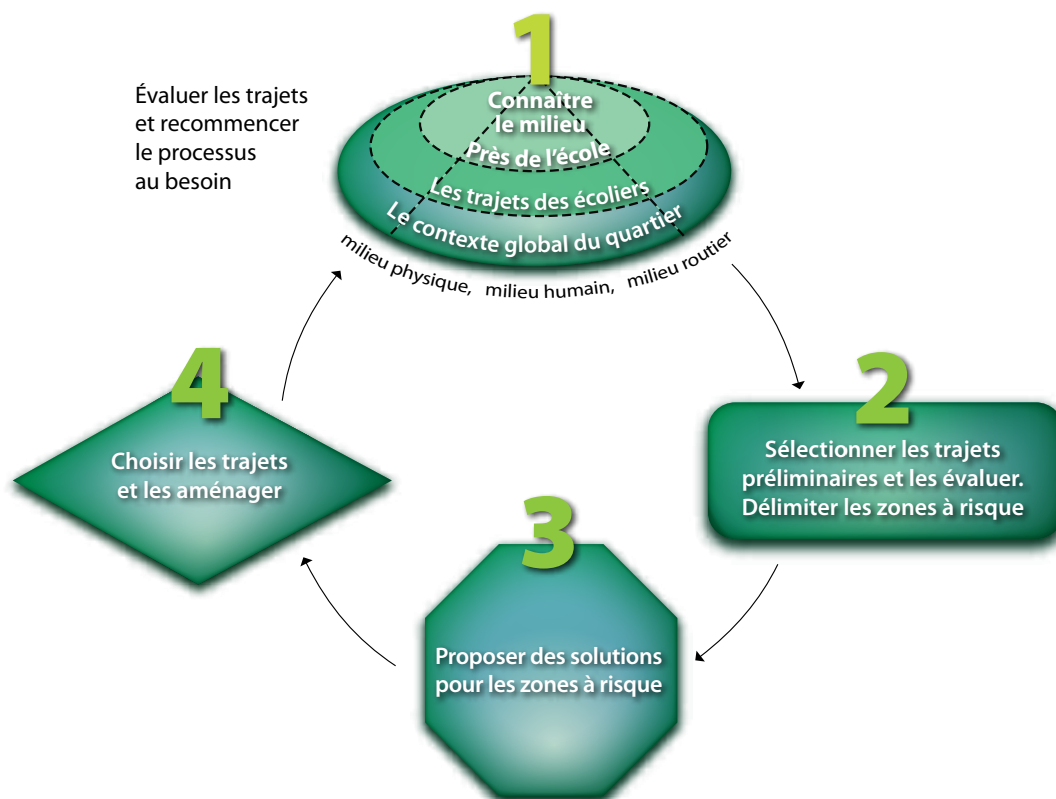 Évaluer les trajets
et recommencer
le processus
au besoin
1
Connaître
le milieu
Près de l'école
Les trajets des écoliers
Le contexte global du quartier
milieu physique, milieu humain, milieu routier
2
Sélectionner les trajets
préliminaires et les évaluer.
Délimiter les zones à risque
3
Proposer des solutions
pour les zones à risque
4
Choisir les trajets
et les aménager